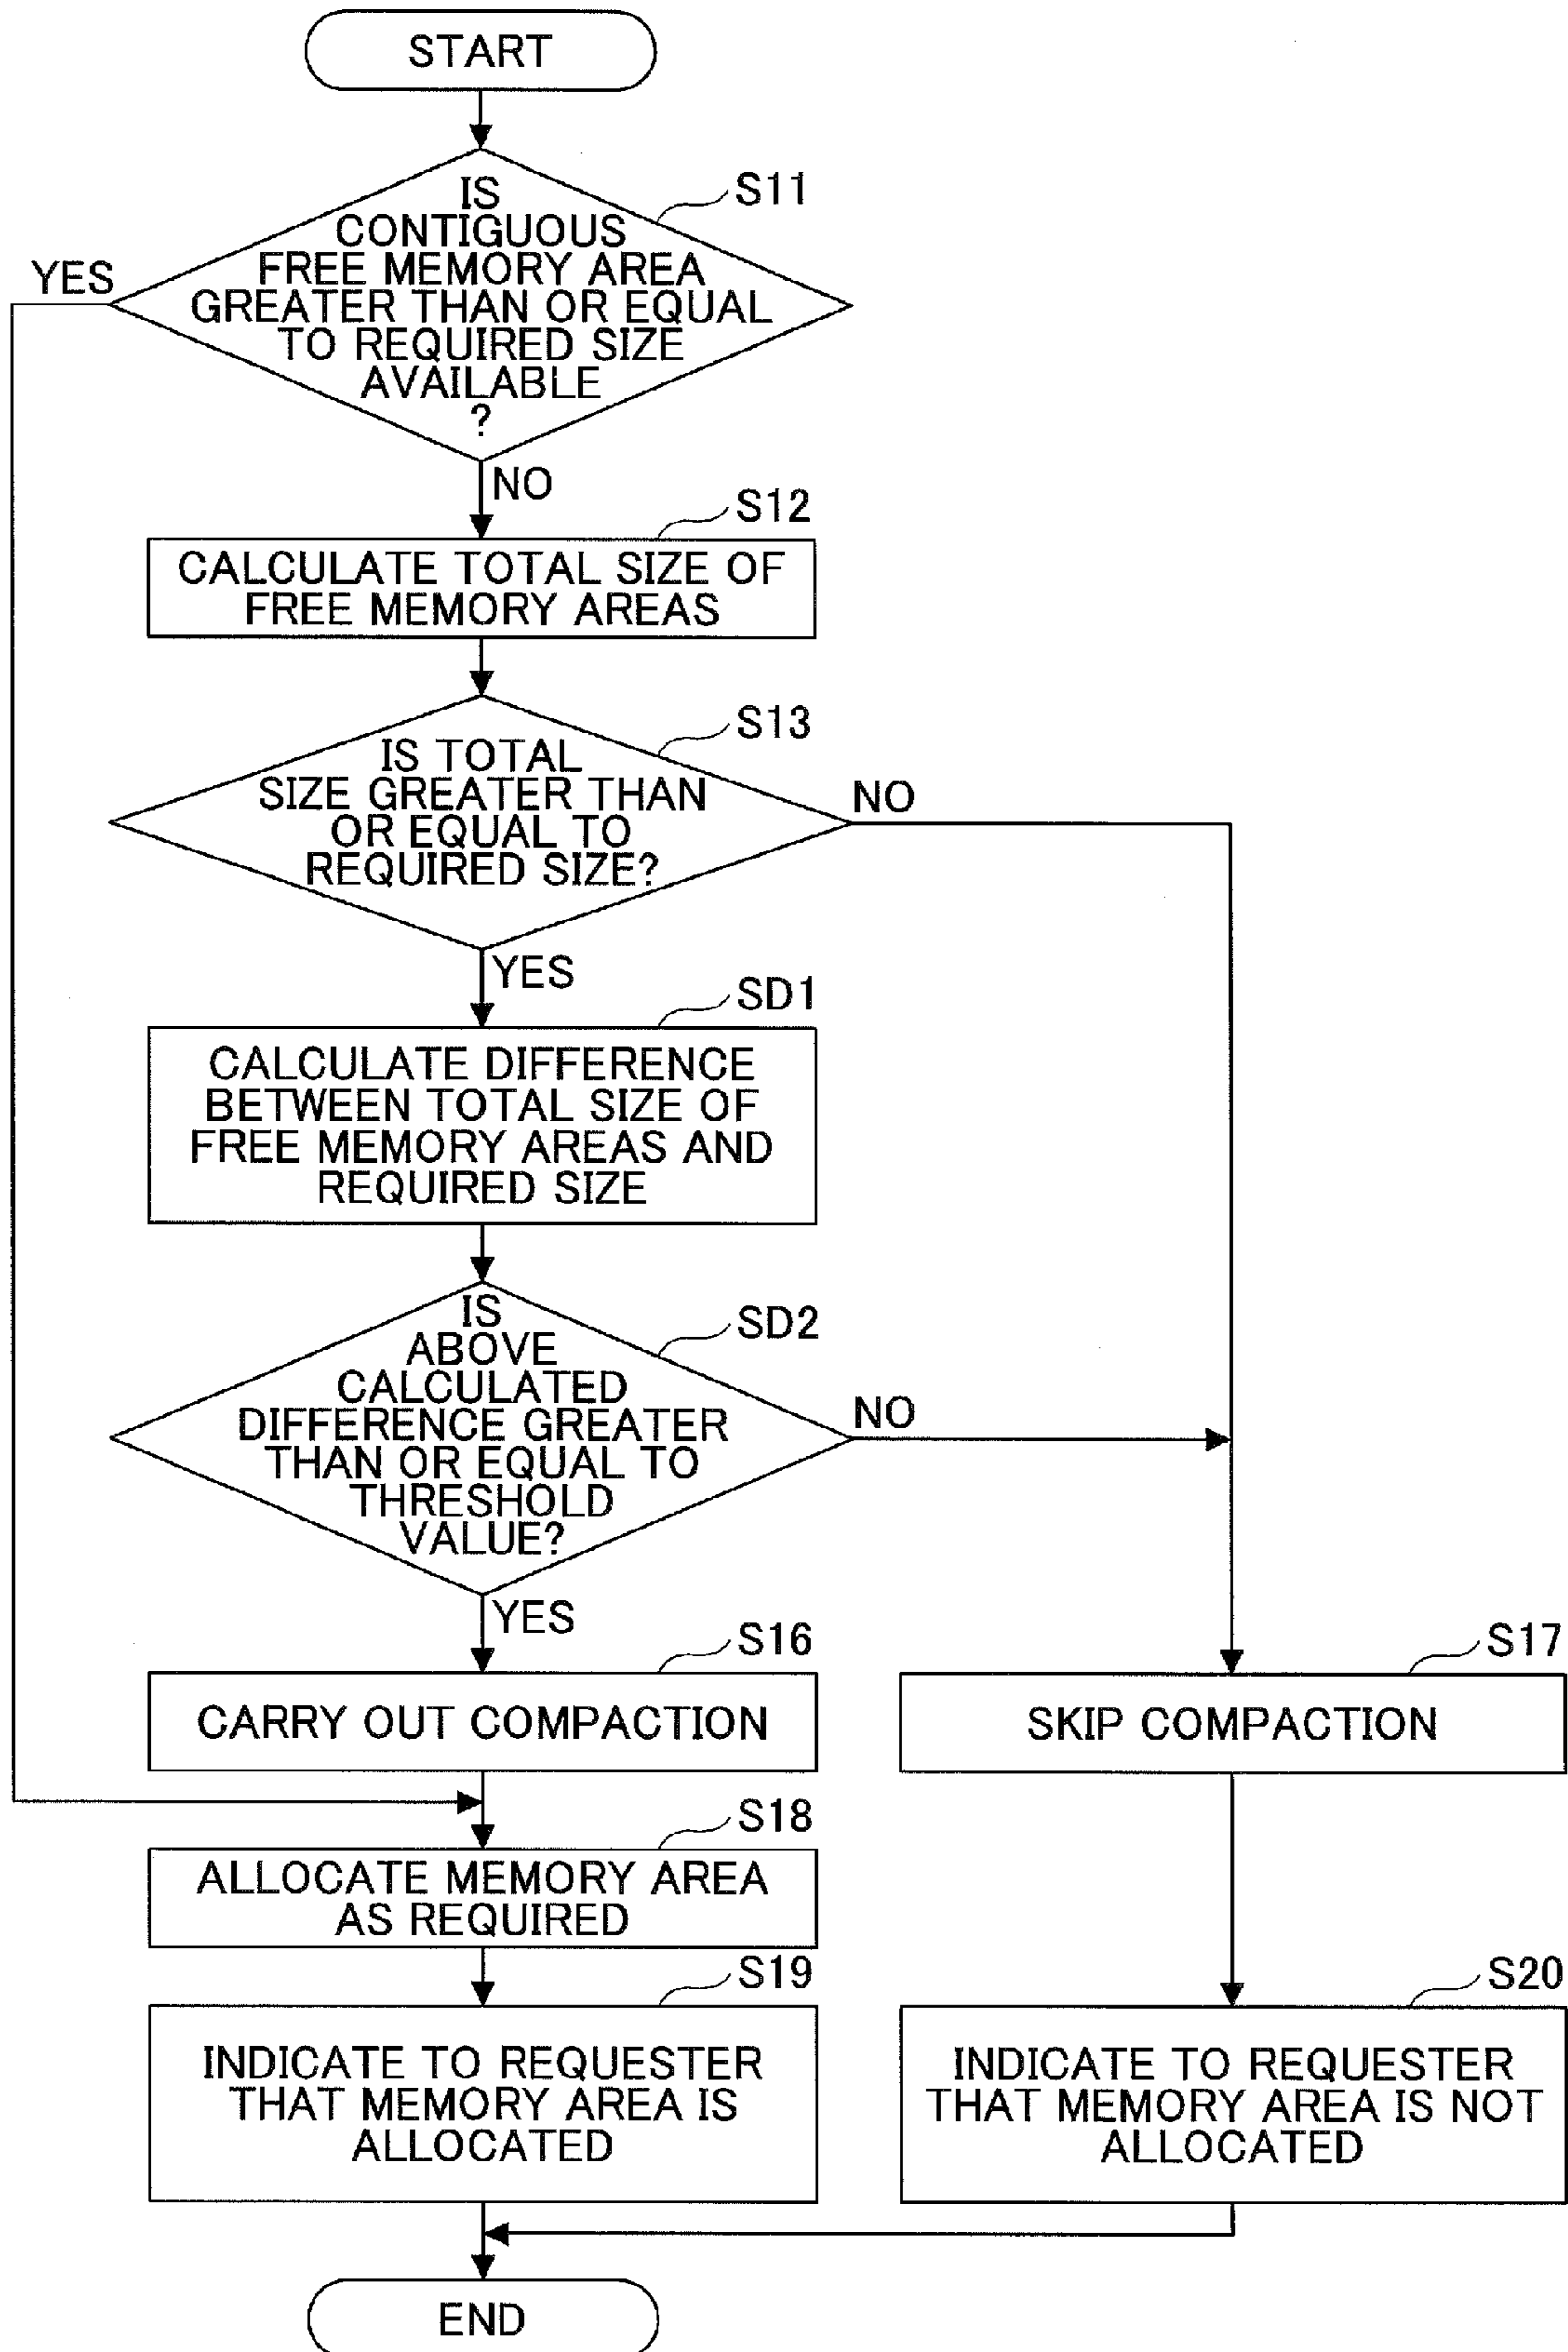 START
S11
IS
CONTIGUOUS
FREE MEMORY AREA
GREATER THAN OR EQUAL
TO REQUIRED SIZE
AVAILABLE
?
YES
NO
S12
CALCULATE TOTAL SIZE OF
FREE MEMORY AREAS
S13
IS TOTAL
SIZE GREATER THAN
OR EQUAL TO
REQUIRED SIZE?
NO
YES
SD1
CALCULATE DIFFERENCE
BETWEEN TOTAL SIZE OF
FREE MEMORY AREAS AND
REQUIRED SIZE
SD2
IS
ABOVE
CALCULATED
DIFFERENCE GREATER
THAN OR EQUAL TO
THRESHOLD
VALUE?
NO
YES
S16
CARRY OUT COMPACTION
S17
SKIP COMPACTION
S18
ALLOCATE MEMORY AREA
AS REQUIRED
S19
INDICATE TO REQUESTER
THAT MEMORY AREA IS
ALLOCATED
S20
INDICATE TO REQUESTER
THAT MEMORY AREA IS NOT
ALLOCATED
END